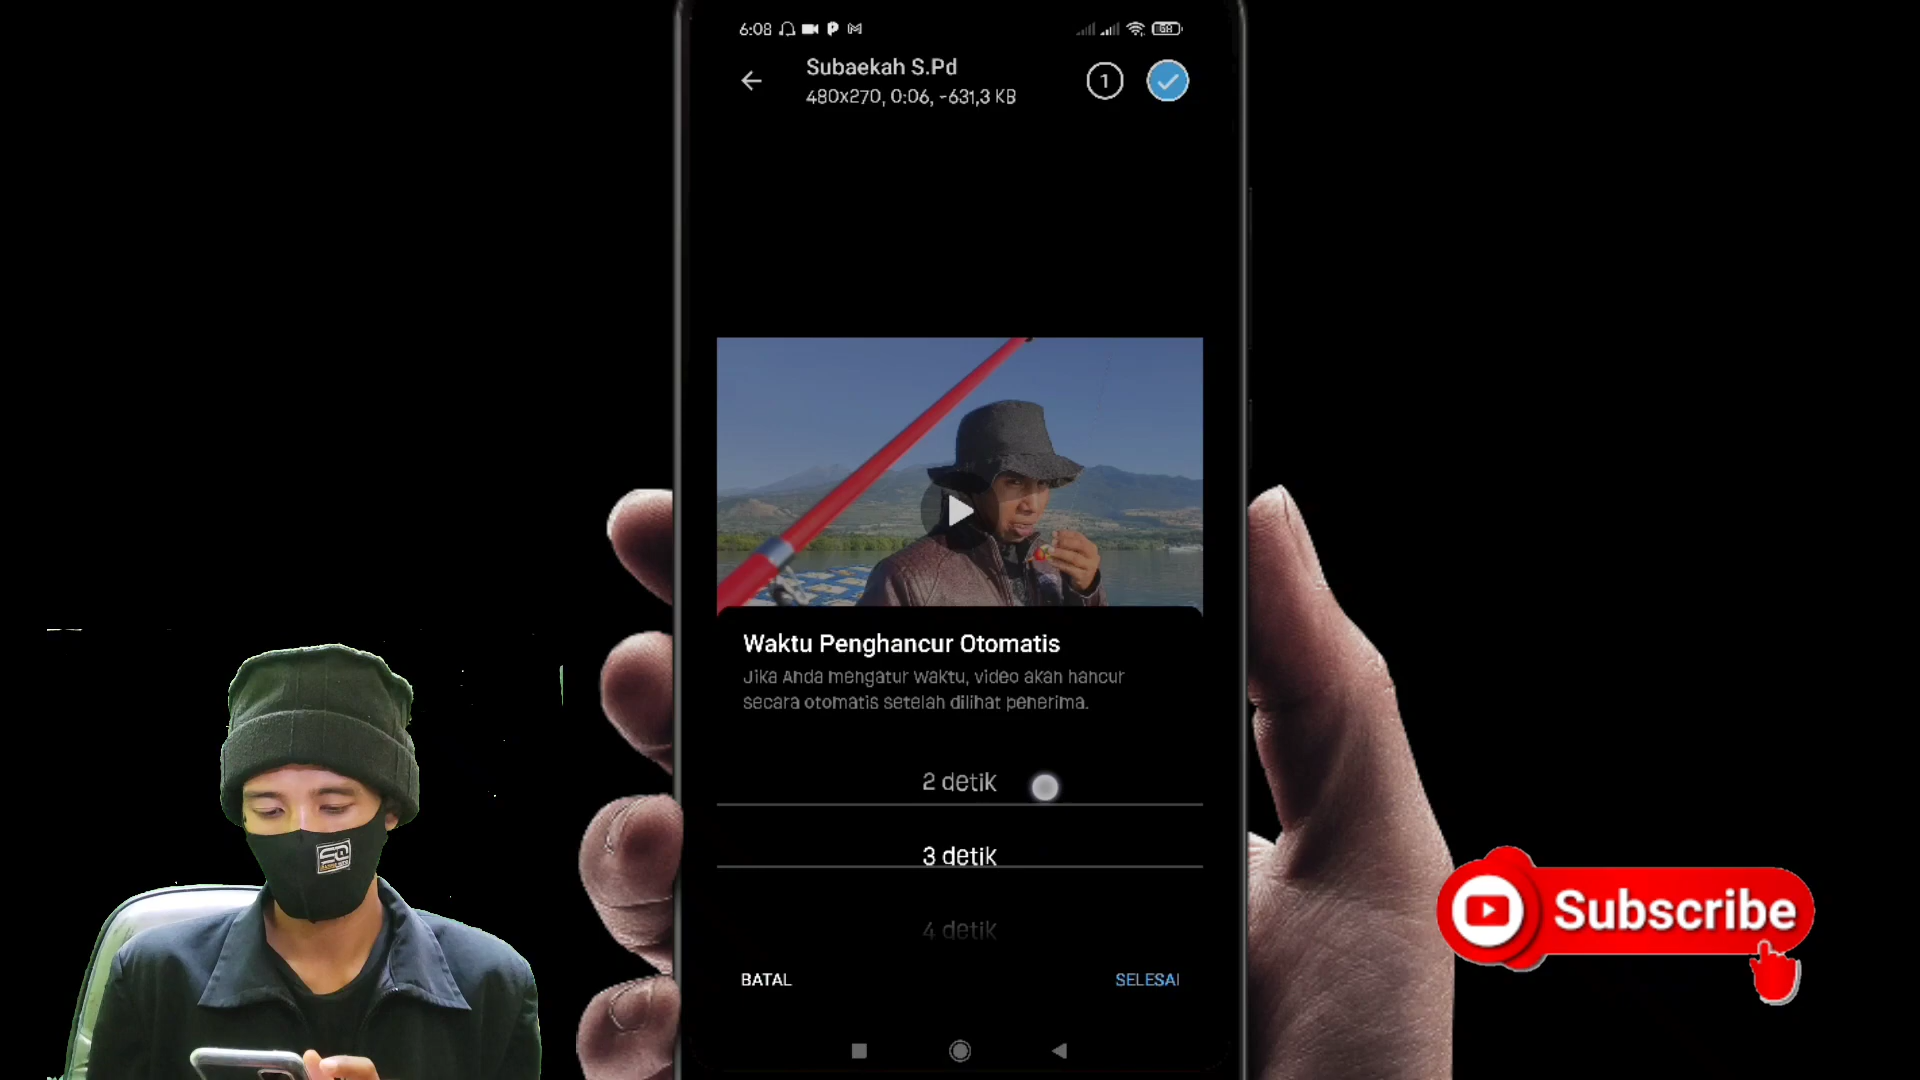 6:08
68
Subaekah S.Pd
480x270, 0:06, ~631,3 KB
1
Waktu Penghancur Otomatis
Jika Anda mengatur waktu, video akan hancur
secara otomatis setelah dilihat penerima.
2 detik
3 detik
4 detik
BATAL
SELESAI
Subscribe